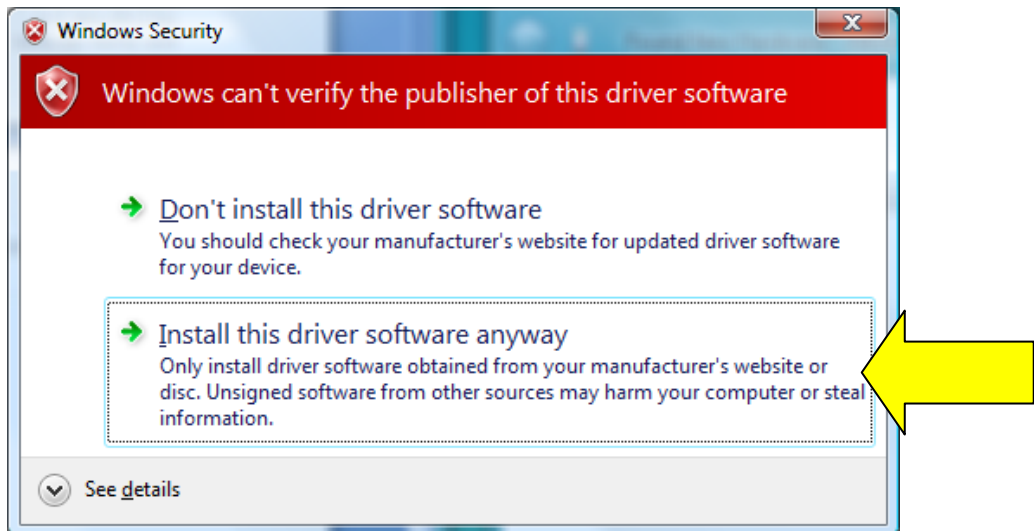 Windows Security
Windows can't verify the publisher of this driver software
Don't install this driver software
You should check your manufacturer's website for updated driver software
for your device.
Install this driver software anyway
Only install driver software obtained from your manufacturer's website or
disc. Unsigned software from other sources may harm your computer or steal
information.
See details